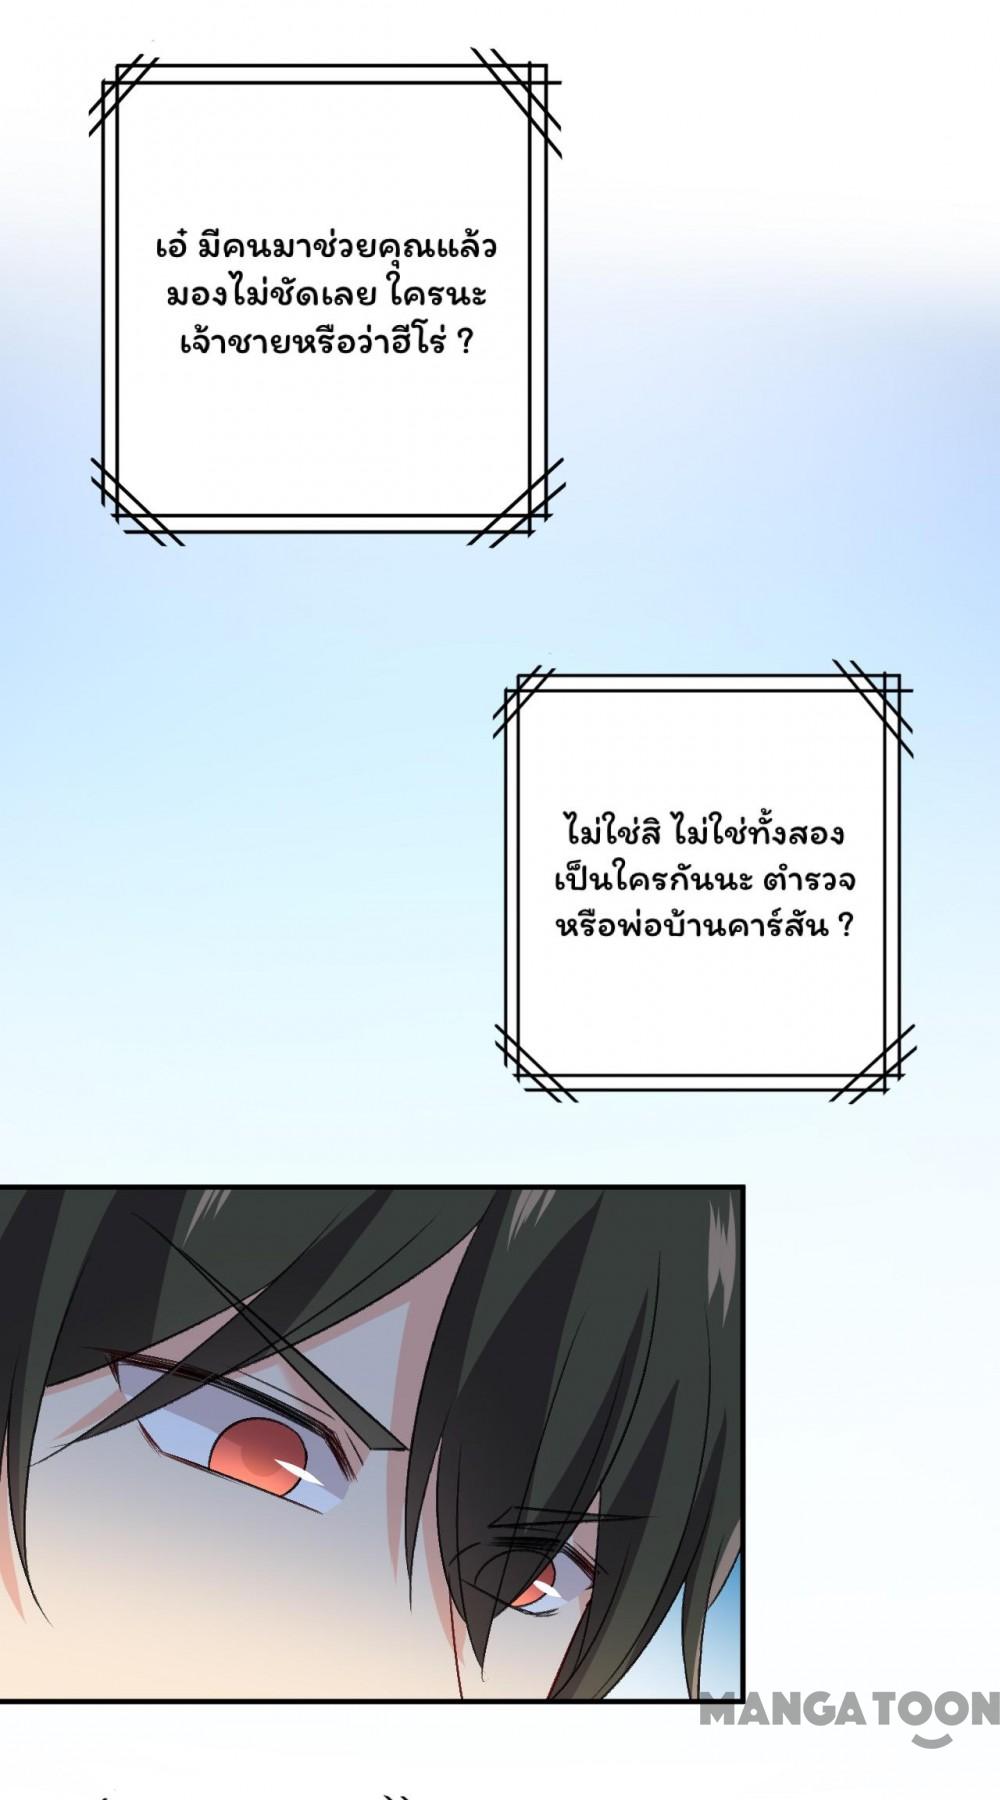 เอ๋ มีคนมาช่วยคุณแล้ว
มองไม่ชัดเลย ใครนะ
เจ้าชายหรือว่าฮีโร่ ?
ไม่ใช่สิ ไม่ใช่ทั้งสอง
เป็นใครกันนะ ตำรวจ
หรือพ่อบ้านคาร์สัน ?
MANGATOON